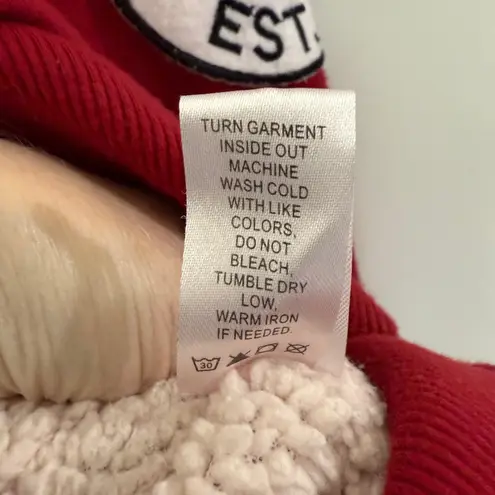 EST.
TURN GARMENT
INSIDE OUT
MACHINE
WASH COLD
WITH LIKE
COLORS,
DO NOT
BLEACH,
TUMBLE DRY
LOW,
WARM IRON
IF NEEDED.
30